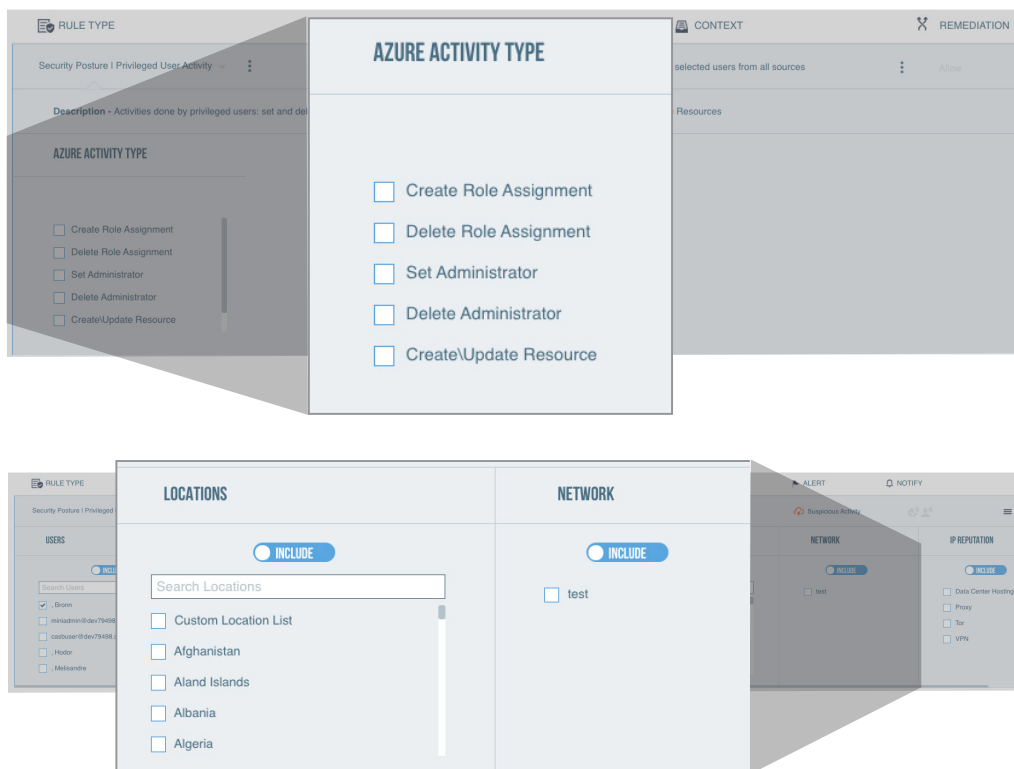 RULE TYPE
CONTEXT
REMEDIATION
Security Posture I Privileged User Activity
selected users from all sources
Allow
Description - Activities done by privileged users: set and del
Resources
AZURE ACTIVITY TYPE
Create Role Assignment
Delete Role Assignment
Set Administrator
Delete Administrator
Create\Update Resource
AZURE ACTIVITY TYPE
Create Role Assignment
Delete Role Assignment
Set Administrator
Delete Administrator
Create\Update Resource
RULE TYPE
ALERT
NOTIFY
Security Posture I Privileged
Suspicious Activity
USERS
INCLU
Search Users
. Bronn
miniadmin@dev79498.
casbuser@dev79498.
. Hodor
. Melisandre
LOCATIONS
INCLUDE
Search Locations
Custom Location List
Afghanistan
Aland Islands
Albania
Algeria
NETWORK
INCLUDE
test
NETWORK
INCLUDE
test
IP REPUTATION
INCLUDE
Data Center Hosting
Proxy
Tor
VPN